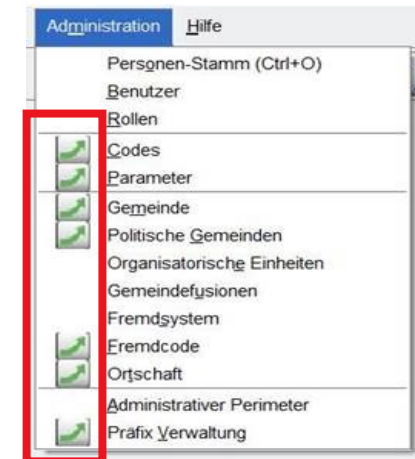 Administration Hilfe
Personen-Stamm (Ctrl+O)
Benutzer
Rollen
Codes
Parameter
Gemeinde
Politische Gemeinden
Organisatorische Einheiten
Gemeindefusionen
Fremdsystem
Fremdcode
Ortschaft
Administrativer Perimeter
Präfix Verwaltung